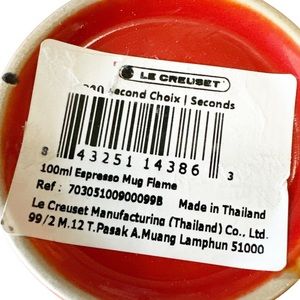 LE CREUSET
Second Choix | Seconds
8 43251 14386 3
100ml Espresso Mug Flame
Ref : 70305100900099B Made in Thailand
Le Creuset Manufacturing (Thailand) Co., Ltd.
99/2 M.12 T.Pasak A.Muang Lamphun 51000